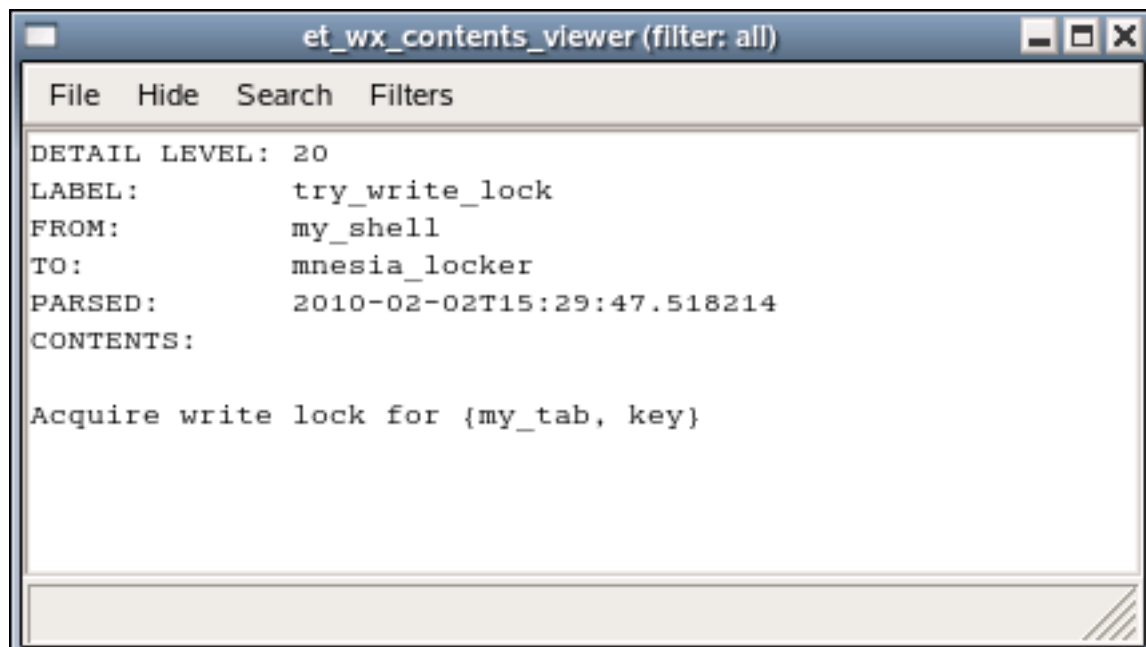 et_wx_contents_viewer (filter: all)
File Hide Search Filters
DETAIL LEVEL: 20
LABEL: try_write_lock
FROM: my_shell
TO: mnesia_locker
PARSED: 2010-02-02T15:29:47.518214
CONTENTS:
Acquire write lock for {my_tab, key}